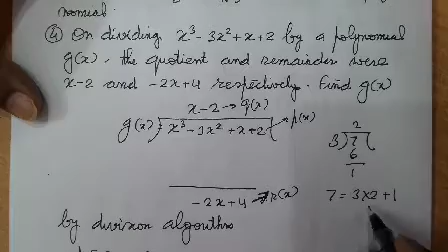 nomial.
④ On dividing x³ - 3x² + x + 2 by a polynomial
g(x). the quotient and remainder were
x - 2 and -2x + 4 respectively. Find g(x)
x - 2 → q(x)
g(x) ) x³ - 3x² + x + 2 → p(x)
-2x + 4 → r(x)
2
3 ) 7
6
1
7 = 3 x 2 + 1
by division algorithm